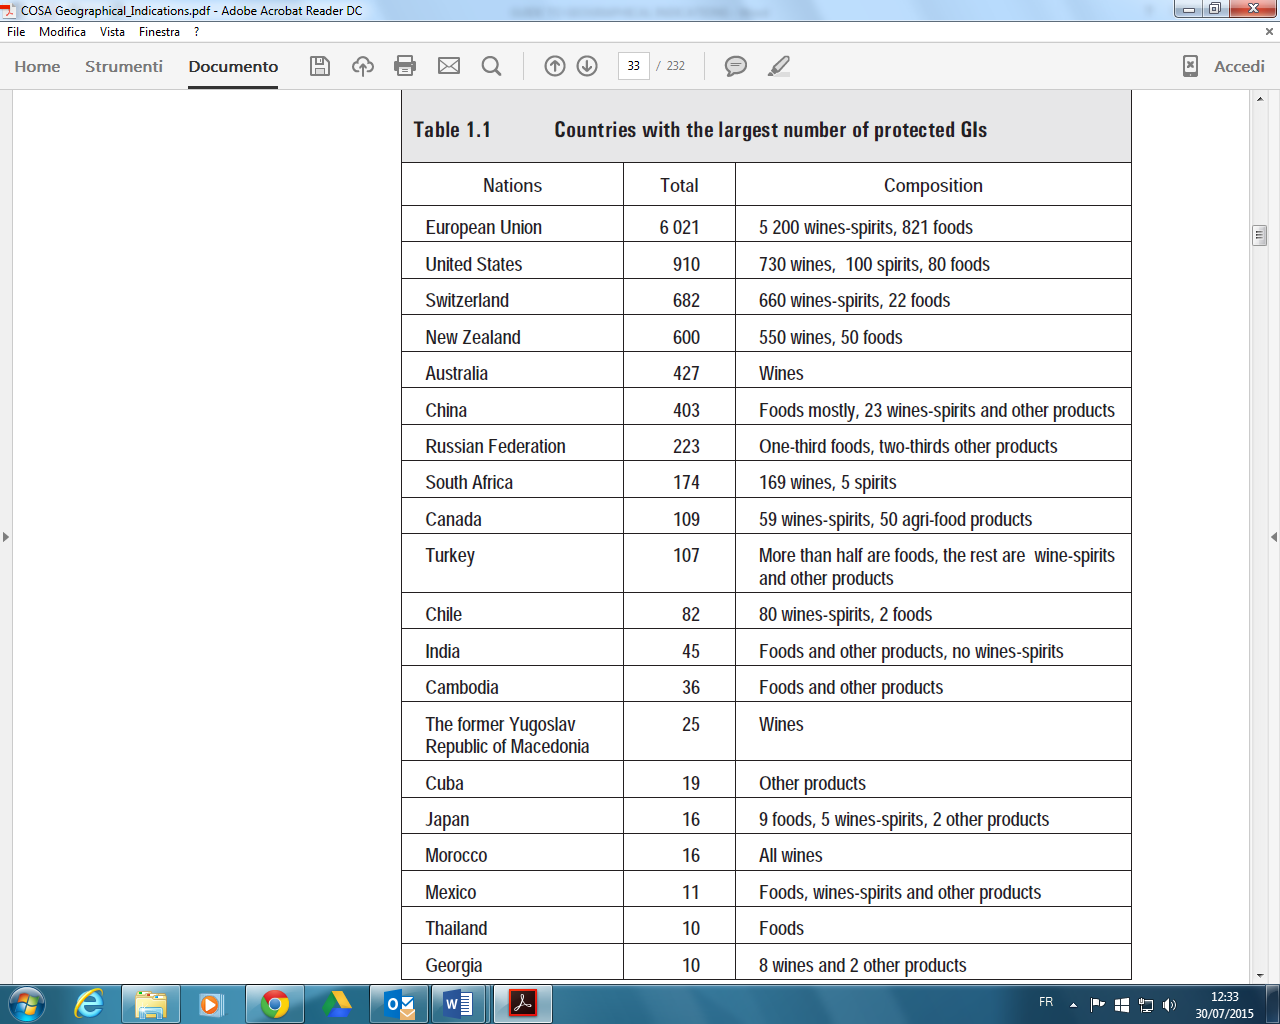 COSA Geographical_Indications.pdf - Adobe Acrobat Reader DC
File Modifica Vista Finestra ?
Home Strumenti Documento 33 / 232 Accedi
Table 1.1 Countries with the largest number of protected GIs
Nations Total Composition
European Union 6 021 5 200 wines-spirits, 821 foods
United States 910 730 wines, 100 spirits, 80 foods
Switzerland 682 660 wines-spirits, 22 foods
New Zealand 600 550 wines, 50 foods
Australia 427 Wines
China 403 Foods mostly, 23 wines-spirits and other products
Russian Federation 223 One-third foods, two-thirds other products
South Africa 174 169 wines, 5 spirits
Canada 109 59 wines-spirits, 50 agri-food products
Turkey 107 More than half are foods, the rest are wine-spirits
and other products
Chile 82 80 wines-spirits, 2 foods
India 45 Foods and other products, no wines-spirits
Cambodia 36 Foods and other products
The former Yugoslav 25 Wines
Republic of Macedonia
Cuba 19 Other products
Japan 16 9 foods, 5 wines-spirits, 2 other products
Morocco 16 All wines
Mexico 11 Foods, wines-spirits and other products
Thailand 10 Foods
Georgia 10 8 wines and 2 other products
FR 12:33
30/07/2015